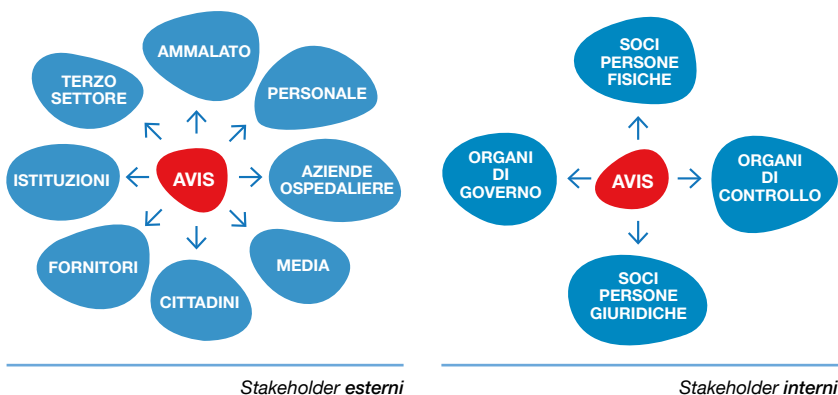 AMMALATO
TERZO
SETTORE
PERSONALE
ISTITUZIONI
AVIS
AZIENDE
OSPEDALIERE
FORNITORI
CITTADINI
MEDIA
Stakeholder esterni
SOCI
PERSONE
FISICHE
ORGANI
DI
GOVERNO
AVIS
ORGANI
DI
CONTROLLO
SOCI
PERSONE
GIURIDICHE
Stakeholder interni